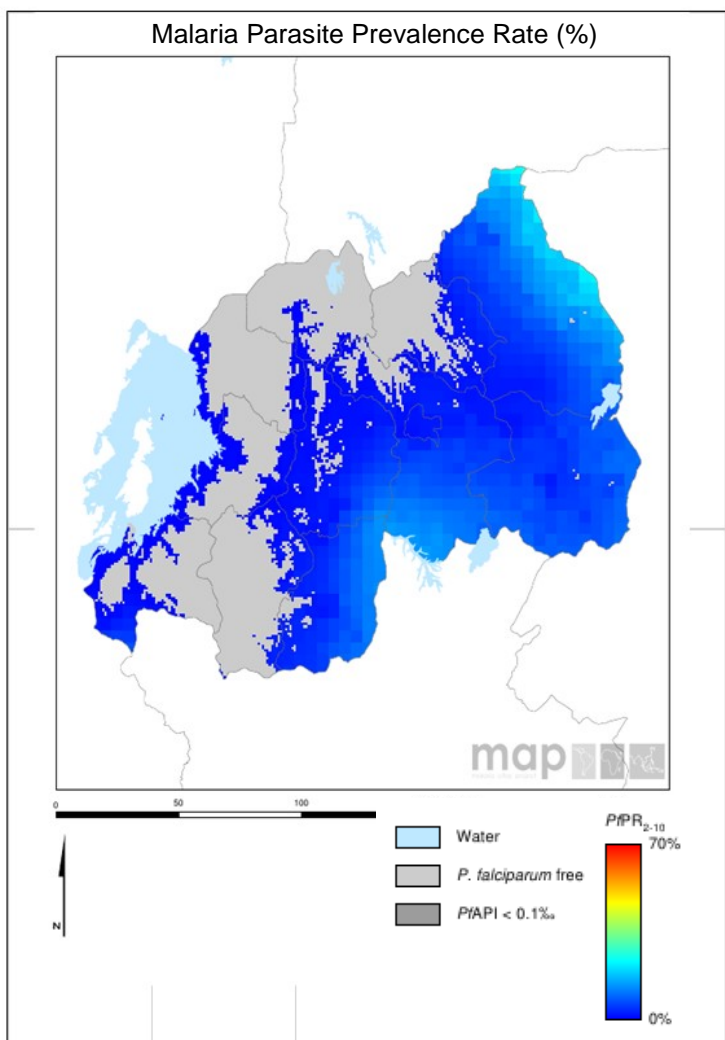 Malaria Parasite Prevalence Rate (%)
map
0 50 100
N
Water
P. falciparum free
PfAPI < 0.1‰
PfPR2-10
70%
0%